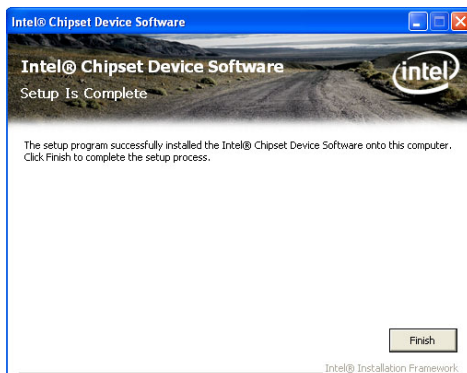 Intel® Chipset Device Software
Intel® Chipset Device Software
intel
Setup Is Complete
The setup program successfully installed the Intel® Chipset Device Software onto this computer.
Click Finish to complete the setup process.
Finish
Intel® Installation Framework